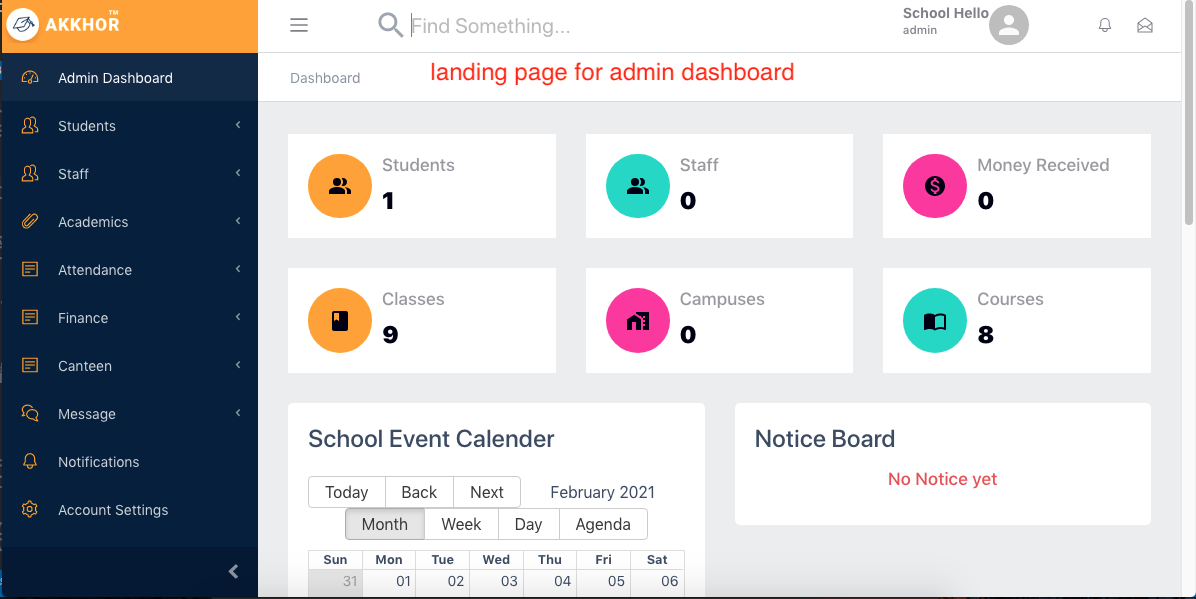 AKKHOR™
Find Something...
School Hello
admin
Admin Dashboard
Dashboard
landing page for admin dashboard
Students
Staff
Academics
Attendance
Finance
Canteen
Message
Notifications
Account Settings
Students
1
Staff
0
Money Received
0
Classes
9
Campuses
0
Courses
8
School Event Calender
Today Back Next February 2021
Month Week Day Agenda
Sun Mon Tue Wed Thu Fri Sat
31 01 02 03 04 05 06
Notice Board
No Notice yet